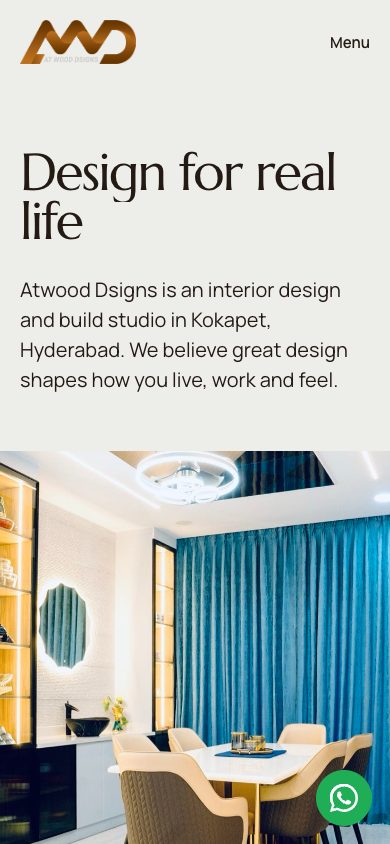 AT WOOD DSIGNS
Menu
Design for real
life
Atwood Dsigns is an interior design
and build studio in Kokapet,
Hyderabad. We believe great design
shapes how you live, work and feel.